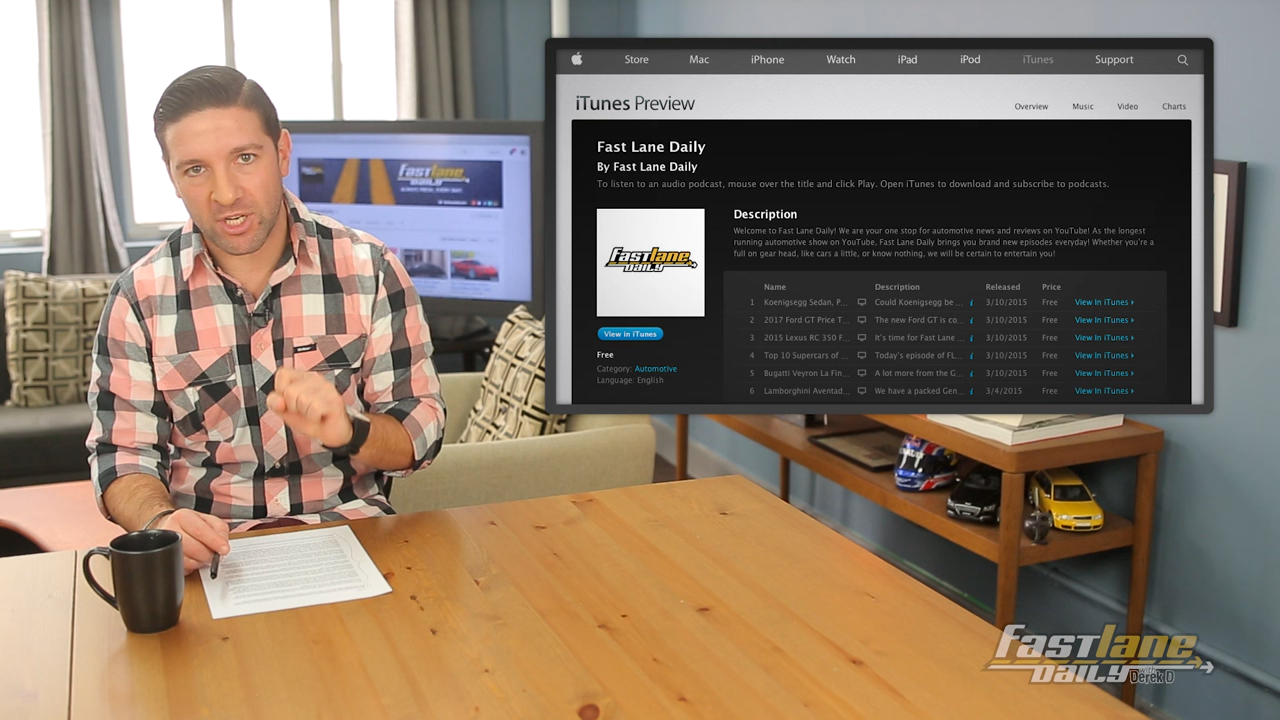 Store Mac iPhone Watch iPad iPod iTunes Support
iTunes Preview
Overview Music Video Charts
Fast Lane Daily
By Fast Lane Daily
To listen to an audio podcast, mouse over the title and click Play. Open iTunes to download and subscribe to podcasts.
fastlane
DAILY
View in iTunes
Free
Category: Automotive
Language: English
Description
Welcome to Fast Lane Daily! We are your one stop for automotive news and reviews on YouTube! As the longest
running automotive show on YouTube, Fast Lane Daily brings you brand new episodes everyday! Whether you're a
full on gear head, like cars a little, or know nothing, we will be certain to entertain you!
Name Description Released Price
1 Koenigsegg Sedan, P... Could Koenigsegg be ... 3/10/2015 Free View In iTunes
2 2017 Ford GT Price T... The new Ford GT is co... 3/10/2015 Free View In iTunes
3 2015 Lexus RC 350 F... It's time for Fast Lane ... 3/10/2015 Free View In iTunes
4 Top 10 Supercars of ... Today's episode of FL... 3/10/2015 Free View In iTunes
5 Bugatti Veyron La Fin... A lot more from the G... 3/10/2015 Free View In iTunes
6 Lamborghini Aventad... We have a packed Gen... 3/4/2015 Free View In iTunes
fastlane
DAILY
fastlane
DAILY with Derek D